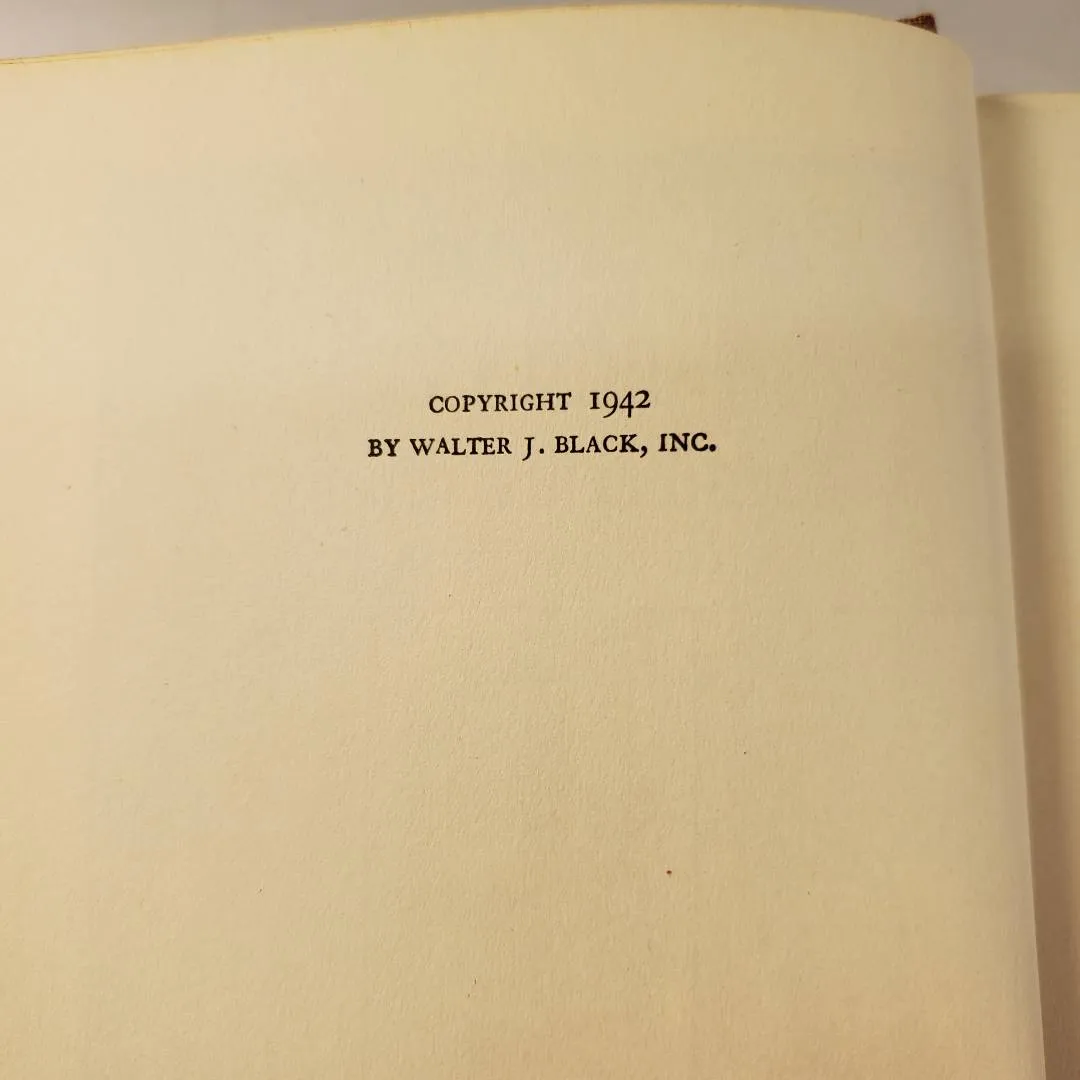 COPYRIGHT 1942
BY WALTER J. BLACK, INC.